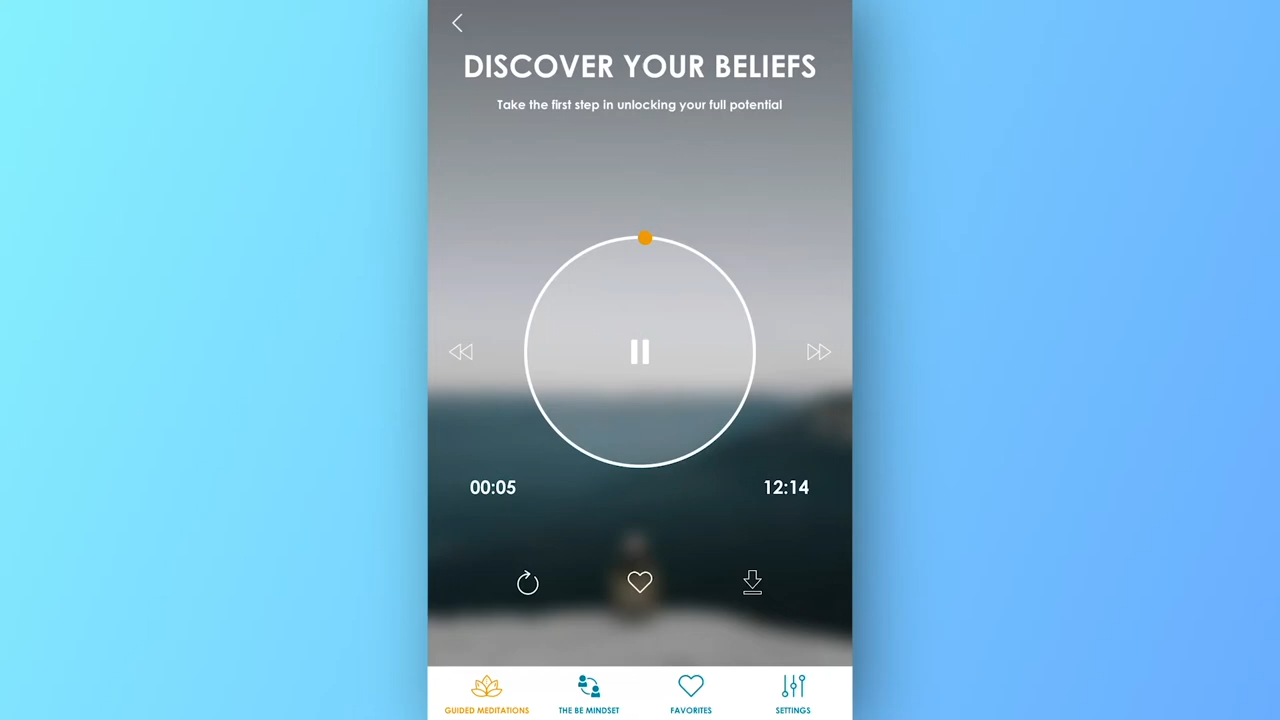 DISCOVER YOUR BELIEFS
Take the first step in unlocking your full potential
00:05
12:14
GUIDED MEDITATIONS
THE BE MINDSET
FAVORITES
SETTINGS